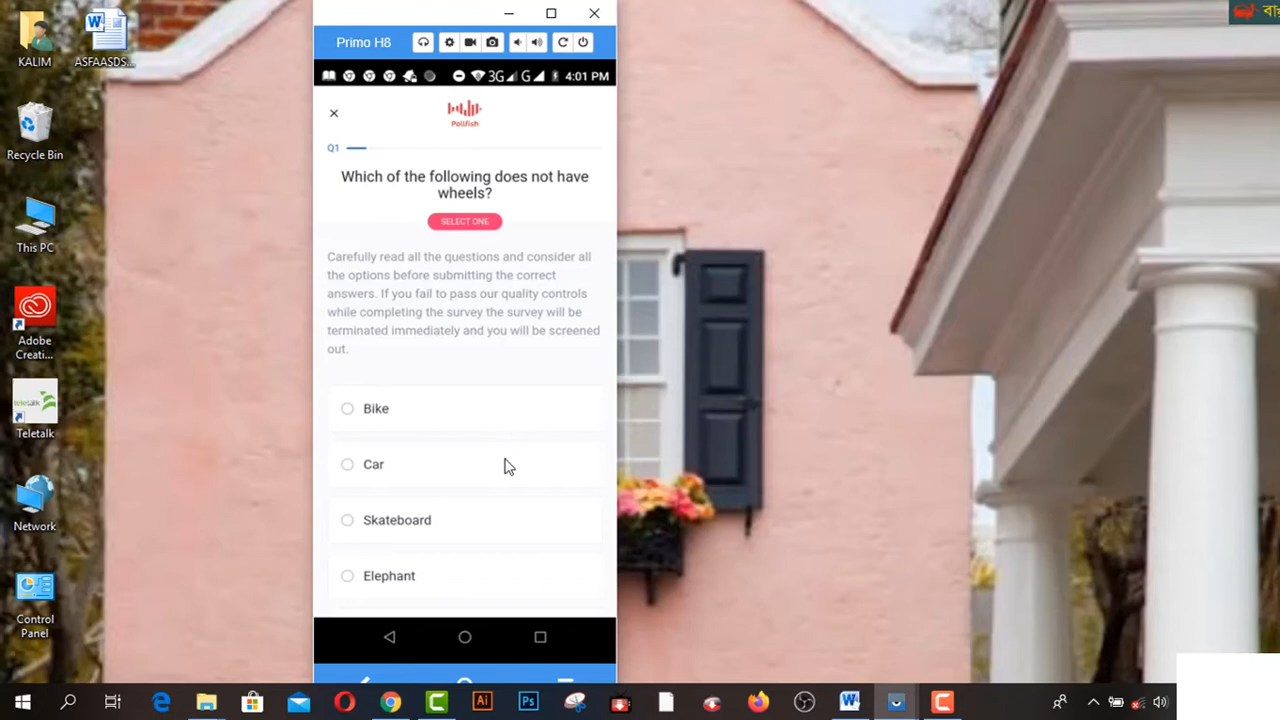 KALIM
ASFAASDS...
Recycle Bin
This PC
Adobe
Creati...
teletalk
Teletalk
Network
Control
Panel
বাং
Primo H8
3G
G
4:01 PM
Pollfish
Q1
Which of the following does not have
wheels?
SELECT ONE
Carefully read all the questions and consider all
the options before submitting the correct
answers. If you fail to pass our quality controls
while completing the survey the survey will be
terminated immediately and you will be screened
out.
Bike
Car
Skateboard
Elephant